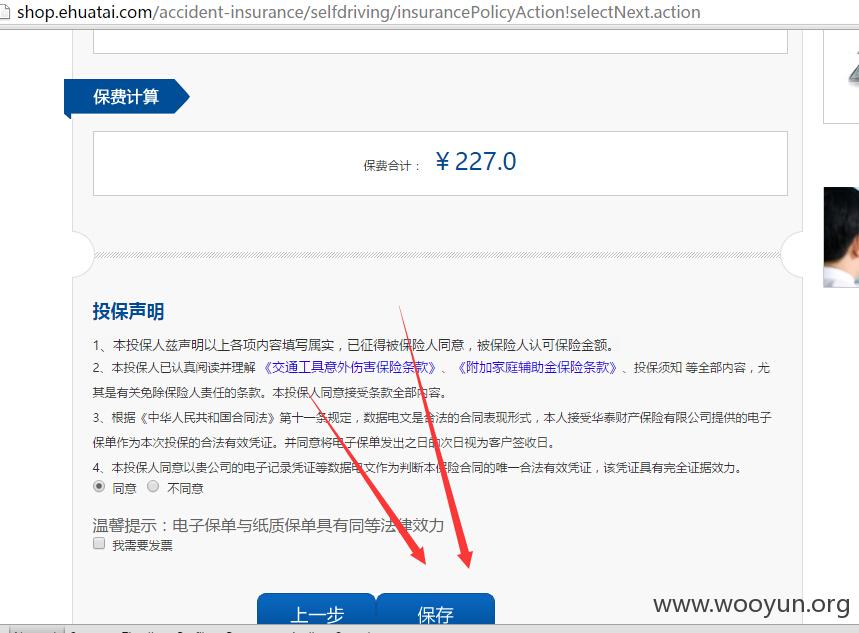 shop.ehuatai.com/accident-insurance/selfdriving/insurancePolicyAction!selectNext.action
保费计算
保费合计： ￥227.0
投保声明
1、本投保人兹声明以上各项内容填写属实，已征得被保险人同意，被保险人认可保险金额。
2、本投保人已认真阅读并理解《交通工具意外伤害保险条款》、《附加家庭辅助金保险条款》、投保须知 等全部内容，尤
其是有关免除保险人责任的条款。本投保人同意接受条款全部内容。
3、根据《中华人民共和国合同法》第十一条规定，数据电文是合法的合同表现形式，本人接受华泰财产保险有限公司提供的电子
保单作为本次投保的合法有效凭证。并同意将电子保单发出之日的次日视为客户签收日。
4、本投保人同意以贵公司的电子记录凭证等数据电文作为判断本保险合同的唯一合法有效凭证，该凭证具有完全证据效力。
同意 不同意
温馨提示：电子保单与纸质保单具有同等法律效力
我需要发票
上一步 保存
www.wooyun.org